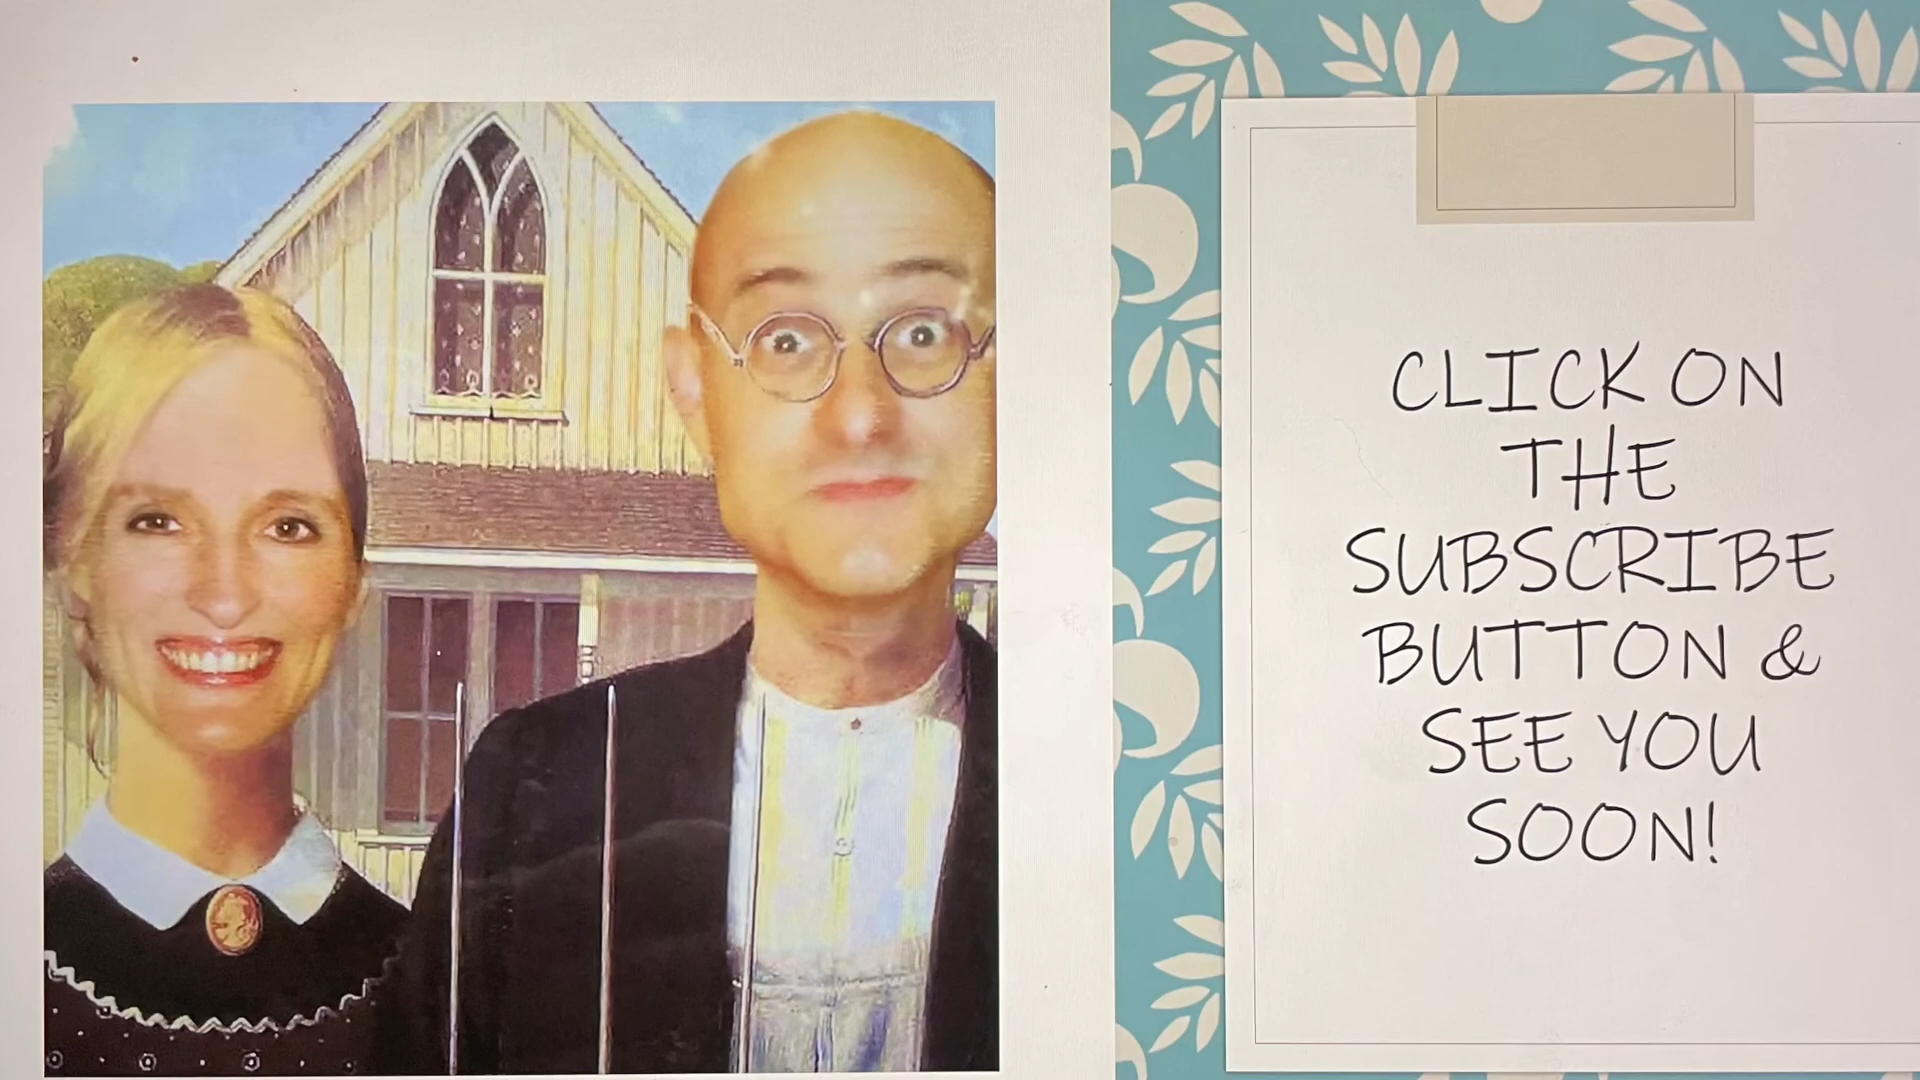 CLICK ON
THE
SUBSCRIBE
BUTTON &
SEE YOU
SOON!